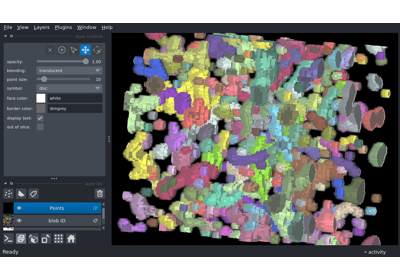 File View Layers Plugins Window Help
opacity: 1.00
blending: translucent
point size: 10
symbol: disc
face color: white
border color: dimgrey
display text:
out of slice:
Points
blob ID
Ready
activity